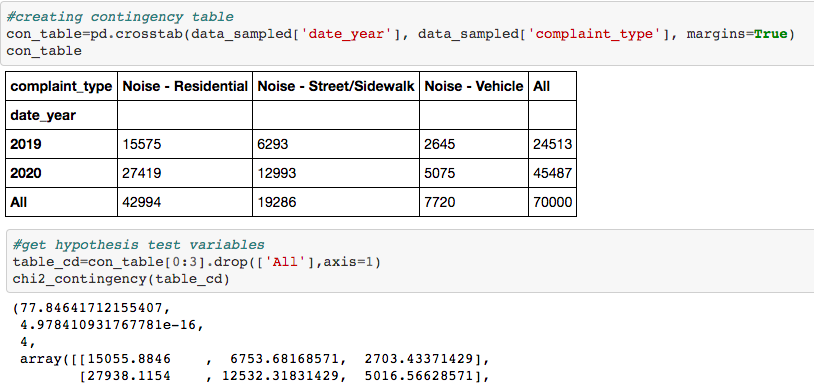 #creating contingency table
con_table=pd.crosstab(data_sampled['date_year'], data_sampled['complaint_type'], margins=True)
con_table
complaint_type Noise - Residential Noise - Street/Sidewalk Noise - Vehicle All
date_year
2019 15575 6293 2645 24513
2020 27419 12993 5075 45487
All 42994 19286 7720 70000
#get hypothesis test variables
table_cd=con_table[0:3].drop(['All'],axis=1)
chi2_contingency(table_cd)
(77.84641712155407,
4.978410931767781e-16,
4,
array([[15055.8846 , 6753.68168571, 2703.43371429],
[27938.1154 , 12532.31831429, 5016.56628571],